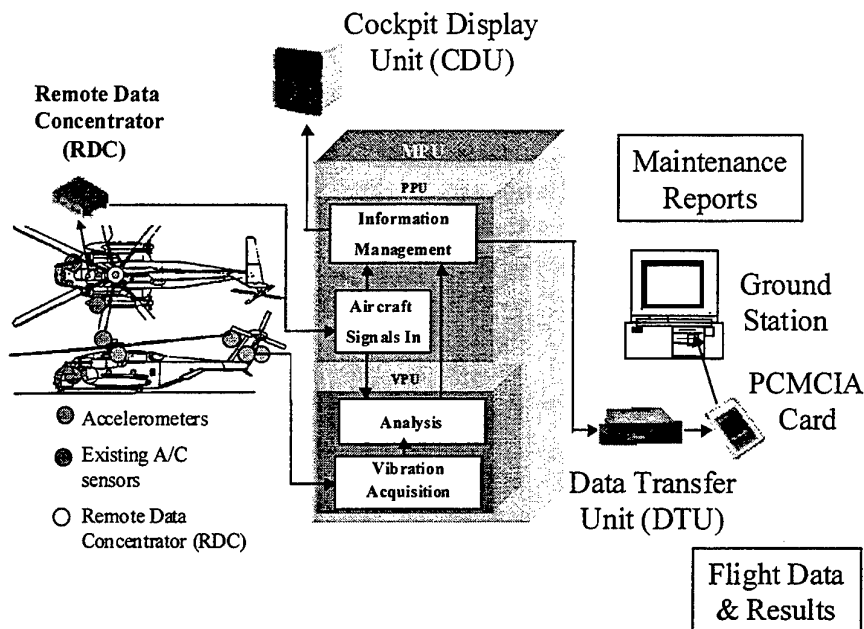 Cockpit Display
Unit (CDU)
Remote Data
Concentrator
(RDC)
MPU
PPU
Information
Management
Aircraft
Signals In
VPU
Analysis
Vibration
Acquisition
Accelerometers
Existing A/C
sensors
Remote Data
Concentrator (RDC)
Maintenance
Reports
Ground
Station
PCMCIA
Card
Data Transfer
Unit (DTU)
Flight Data
& Results